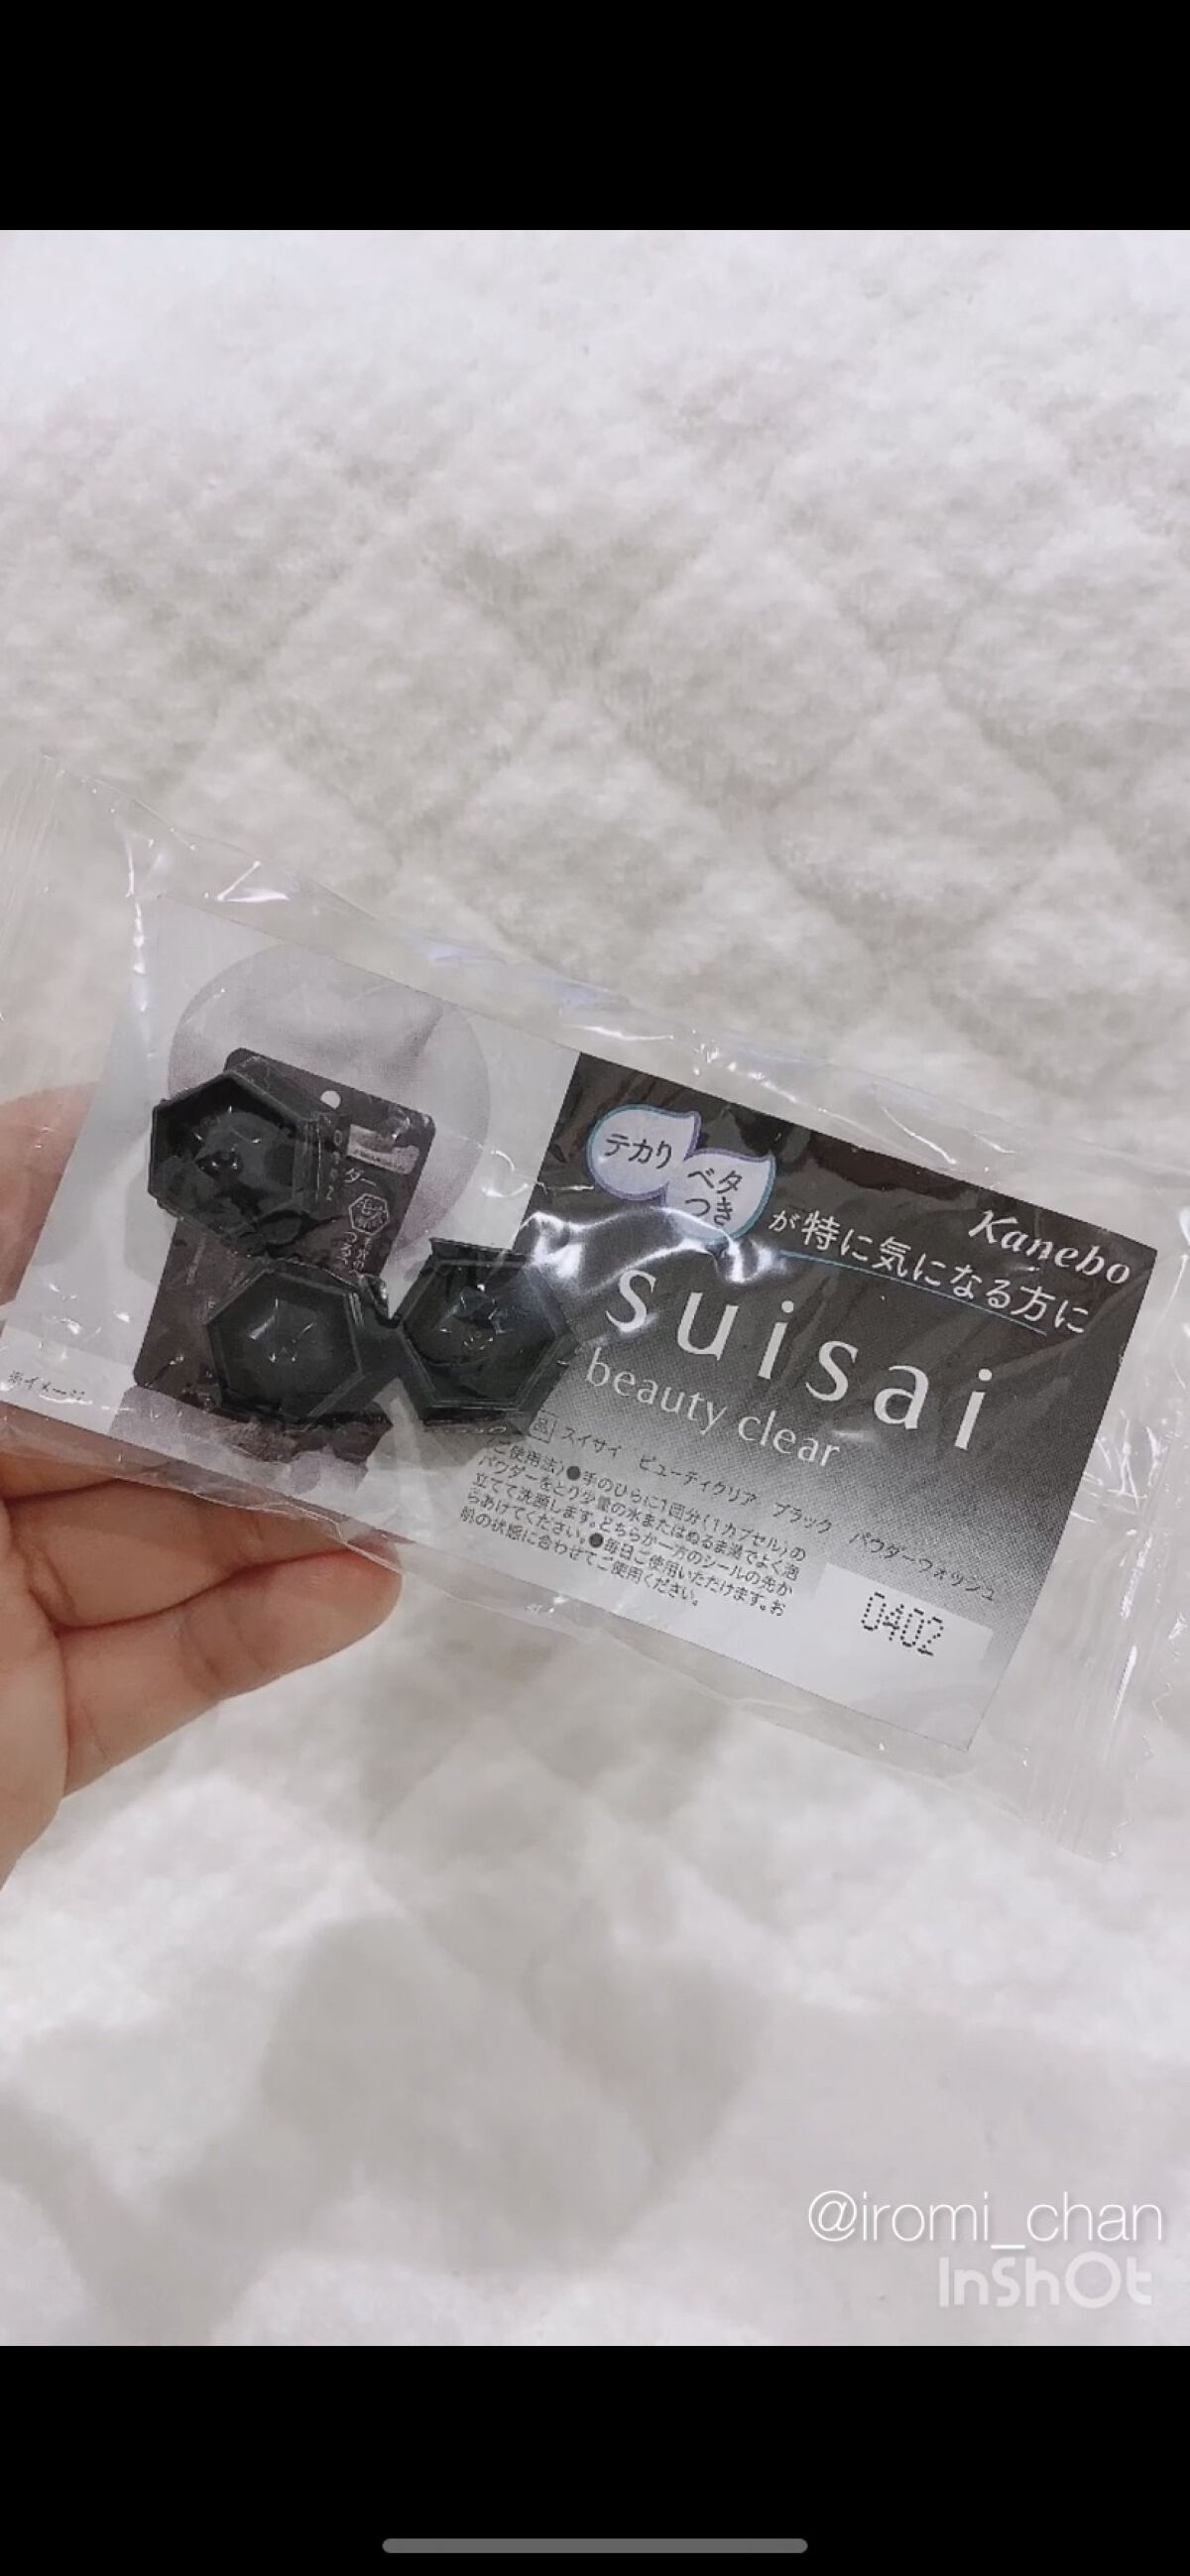 テカリ
ベタ
つき
が特に気になる方に
Kanebo
suisai
beauty clear
スイサイ ビューティクリア ブラック パウダーウォッシュ
ご使用法)●手のひらに1回分(1カプセル)の
パウダーをとり少量の水またはぬるま湯でよく泡
立てて洗顔します。どちらか一方のシールの先か
らあけてください。●毎日ご使用いただけます。お
肌の状態に合わせてご使用ください。
0402
※イメージ
ダー
@iromi_chan
InShOt